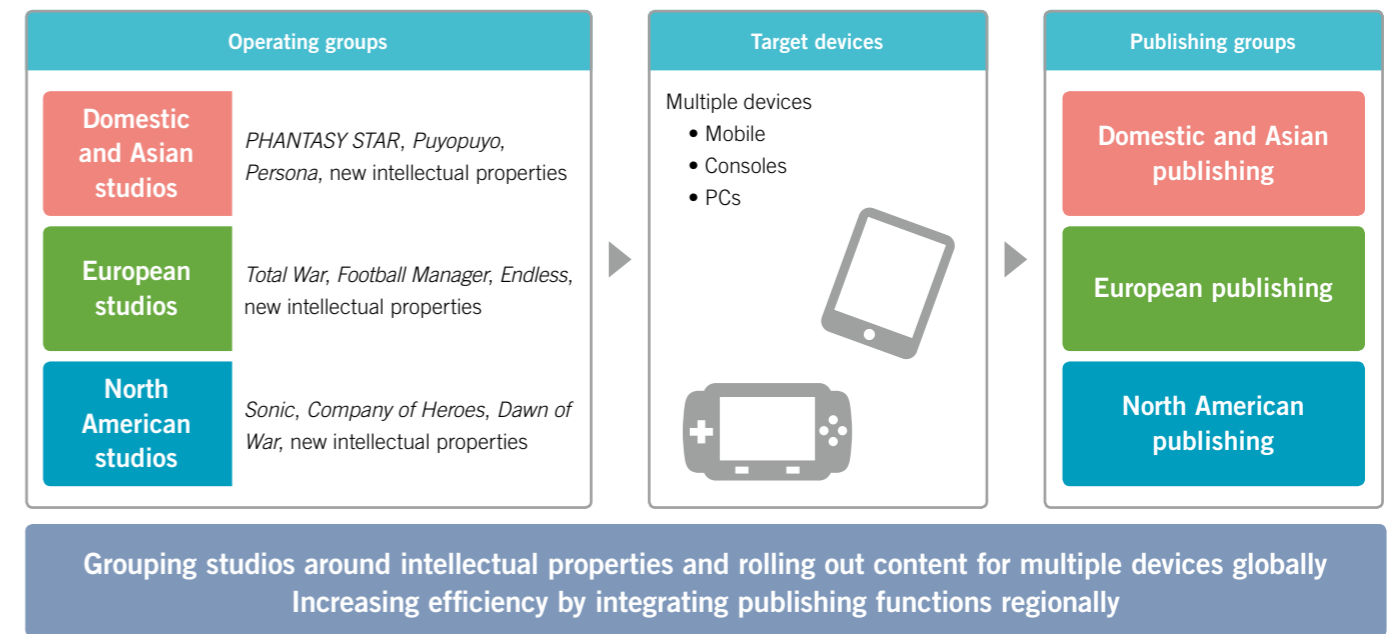 Operating groups
Domestic
and Asian
studios
PHANTASY STAR, Puyopuyo,
Persona, new intellectual properties
European
studios
Total War, Football Manager, Endless,
new intellectual properties
North
American
studios
Sonic, Company of Heroes, Dawn of
War, new intellectual properties
Target devices
Multiple devices
• Mobile
• Consoles
• PCs
Publishing groups
Domestic and Asian
publishing
European publishing
North American
publishing
Grouping studios around intellectual properties and rolling out content for multiple devices globally
Increasing efficiency by integrating publishing functions regionally